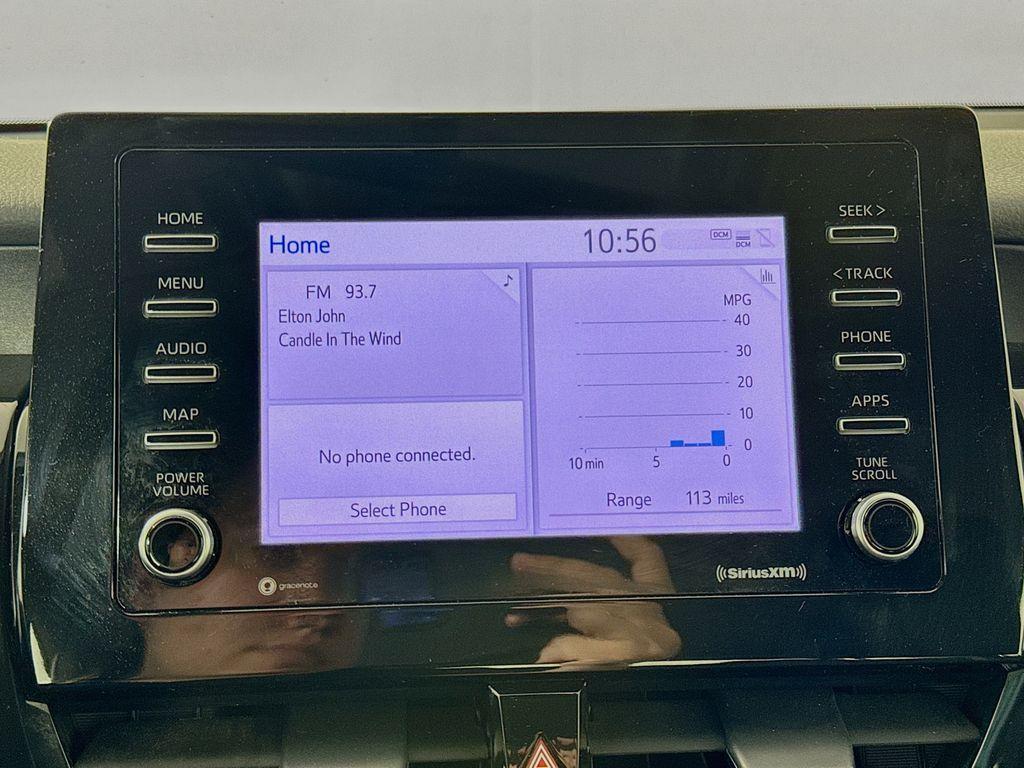 HOME
MENU
AUDIO
MAP
POWER
VOLUME
Home
10:56
DCM
DCM
FM 93.7
Elton John
Candle In The Wind
No phone connected.
Select Phone
MPG
40
30
20
10
0
10 min 5 0
Range 113 miles
SEEK >
< TRACK
PHONE
APPS
TUNE
SCROLL
gracenote
((SiriusXM))